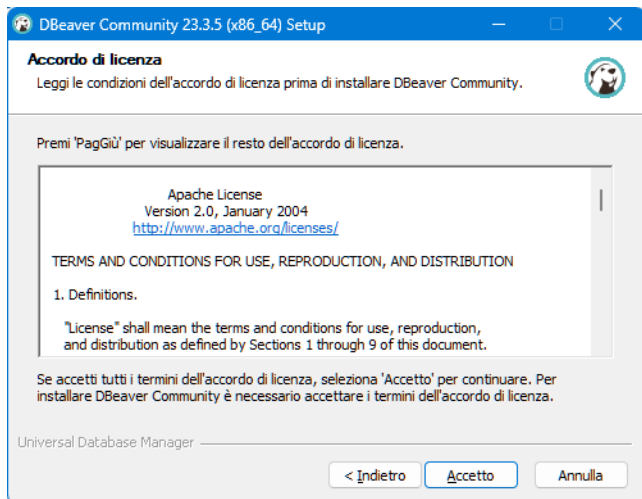 DBeaver Community 23.3.5 (x86_64) Setup
Accordo di licenza
Leggi le condizioni dell'accordo di licenza prima di installare DBeaver Community.
Premi 'PagGiù' per visualizzare il resto dell'accordo di licenza.
Apache License
Version 2.0, January 2004
http://www.apache.org/licenses/
TERMS AND CONDITIONS FOR USE, REPRODUCTION, AND DISTRIBUTION
1. Definitions.
"License" shall mean the terms and conditions for use, reproduction,
and distribution as defined by Sections 1 through 9 of this document.
Se accetti tutti i termini dell'accordo di licenza, seleziona 'Accetto' per continuare. Per
installare DBeaver Community è necessario accettare i termini dell'accordo di licenza.
Universal Database Manager
< Indietro Accetto Annulla